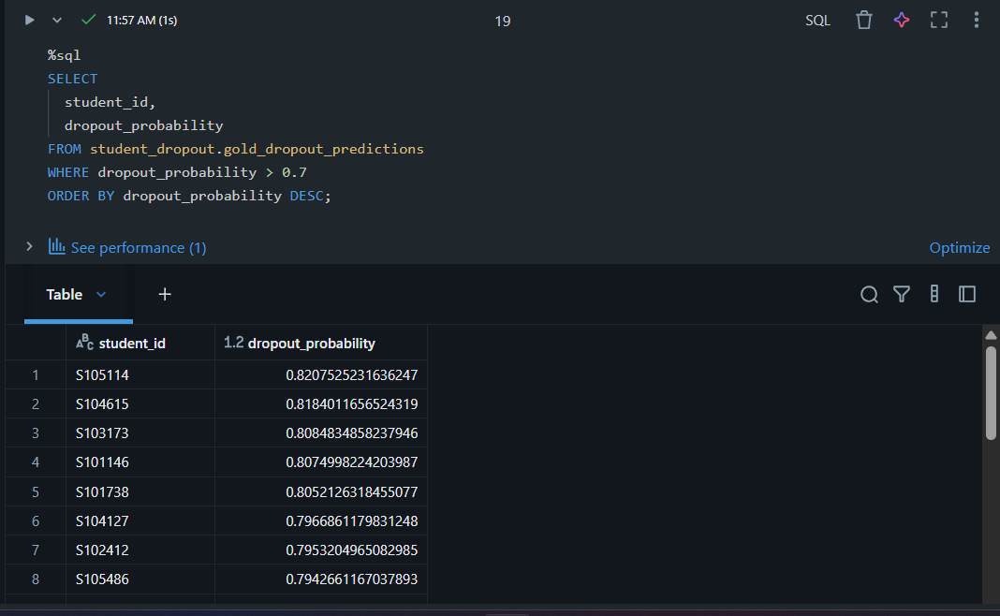 11:57 AM (1s)
19
SQL
%sql
SELECT
student_id,
dropout_probability
FROM student_dropout.gold_dropout_predictions
WHERE dropout_probability > 0.7
ORDER BY dropout_probability DESC;
See performance (1)
Optimize
Table
+
ABC student_id
1.2 dropout_probability
1 S105114 0.8207525231636247
2 S104615 0.8184011656524319
3 S103173 0.8084834858237946
4 S101146 0.8074998224203987
5 S101738 0.8052126318455077
6 S104127 0.7966861179831248
7 S102412 0.7953204965082985
8 S105486 0.7942661167037893